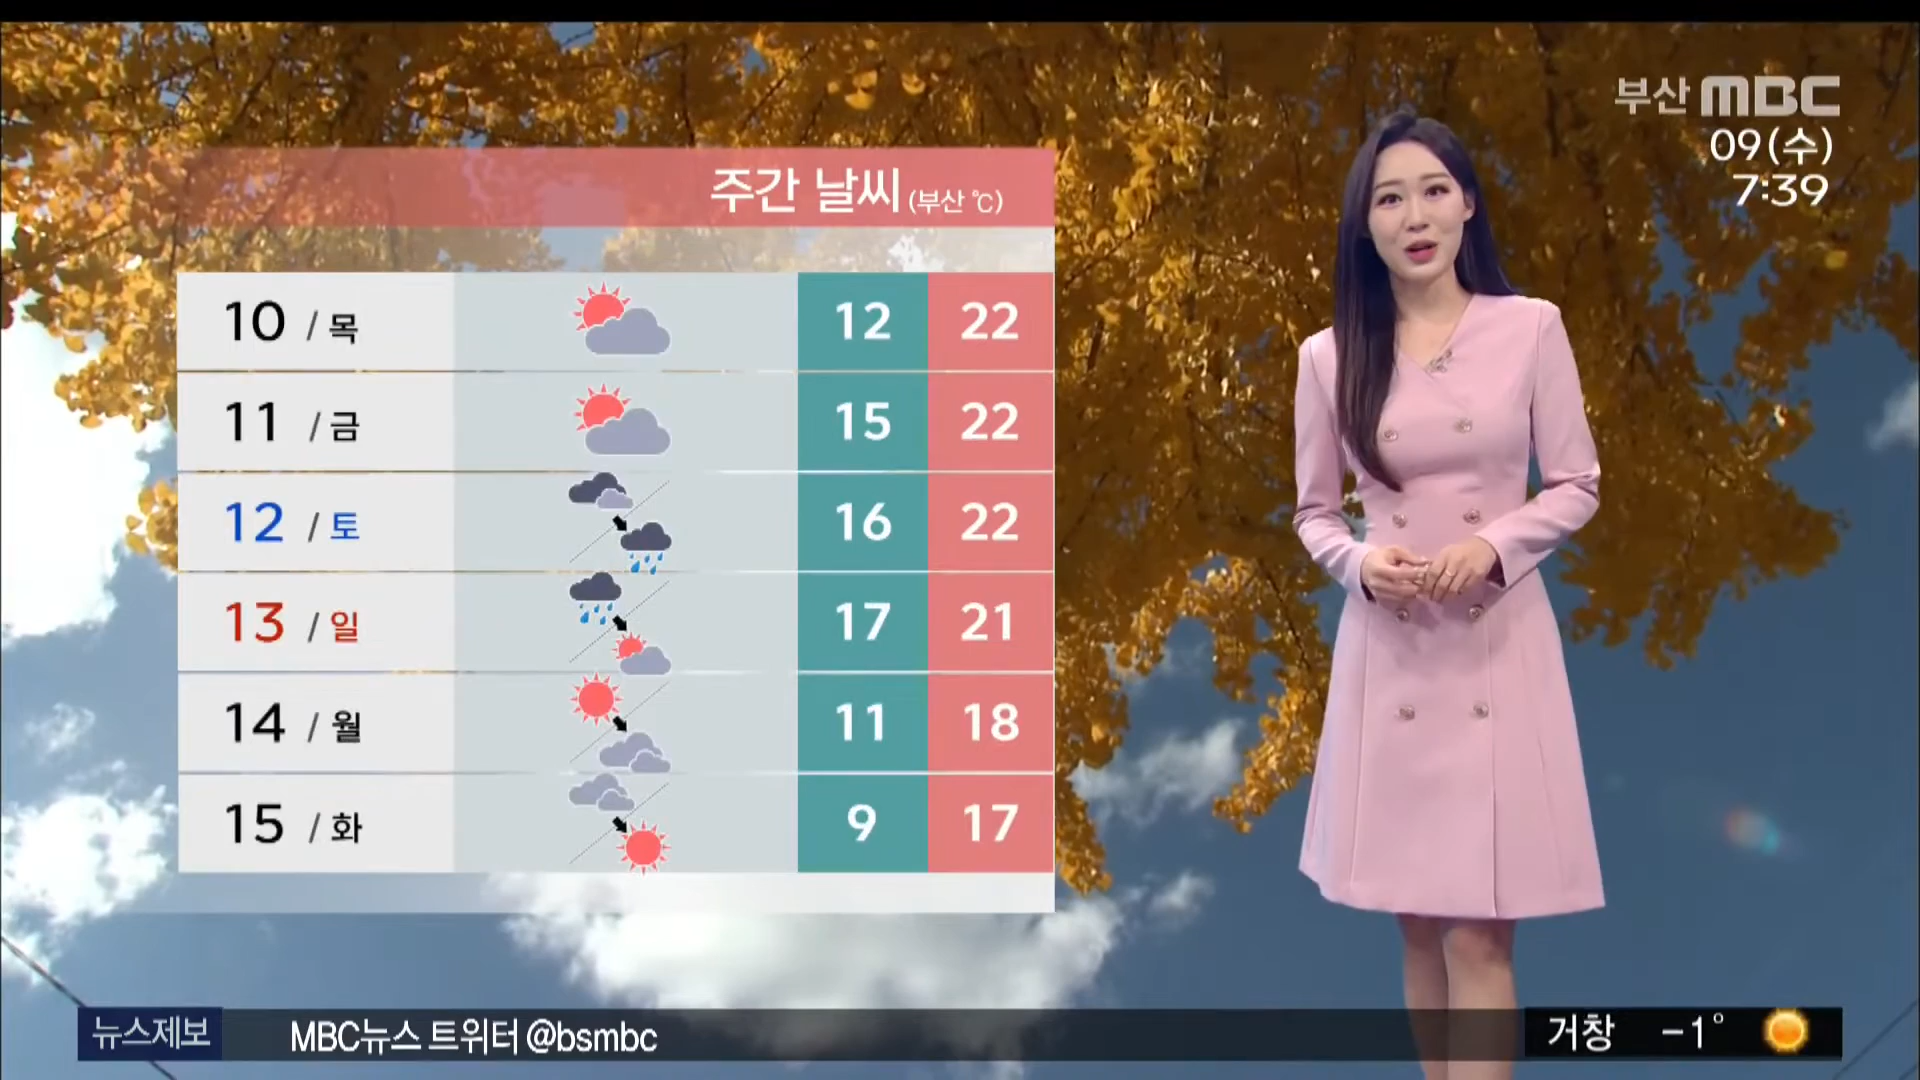 부산 MBC
09(수)
7:39
주간 날씨 (부산 ℃)
10 / 목 12 22
11 / 금 15 22
12 / 토 16 22
13 / 일 17 21
14 / 월 11 18
15 / 화 9 17
뉴스제보 MBC뉴스 트위터 @bsmbc 거창 -1°